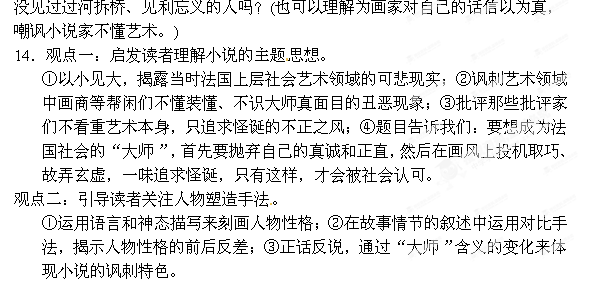 没见过过河拆桥、见利忘义的人吗？(也可以理解为画家对自己的话信以为真，
嘲讽小说家不懂艺术。)
14．观点一：启发读者理解小说的主题思想。
①以小见大，揭露当时法国上层社会艺术领域的可悲现实；②讽刺艺术领域
中画商等帮闲们不懂装懂、不识大师真面目的丑恶现象；③批评那些批评家
们不看重艺术本身，只追求怪诞的不正之风；④题目告诉我们：要想成为法
国社会的“大师”，首先要抛弃自己的真诚和正直，然后在画风上投机取巧、
故弄玄虚，一味追求怪诞，只有这样，才会被社会认可。
观点二：引导读者关注人物塑造手法。
①运用语言和神态描写来刻画人物性格；②在故事情节的叙述中运用对比手
法，揭示人物性格的前后反差；③正话反说，通过“大师”含义的变化来体
现小说的讽刺特色。